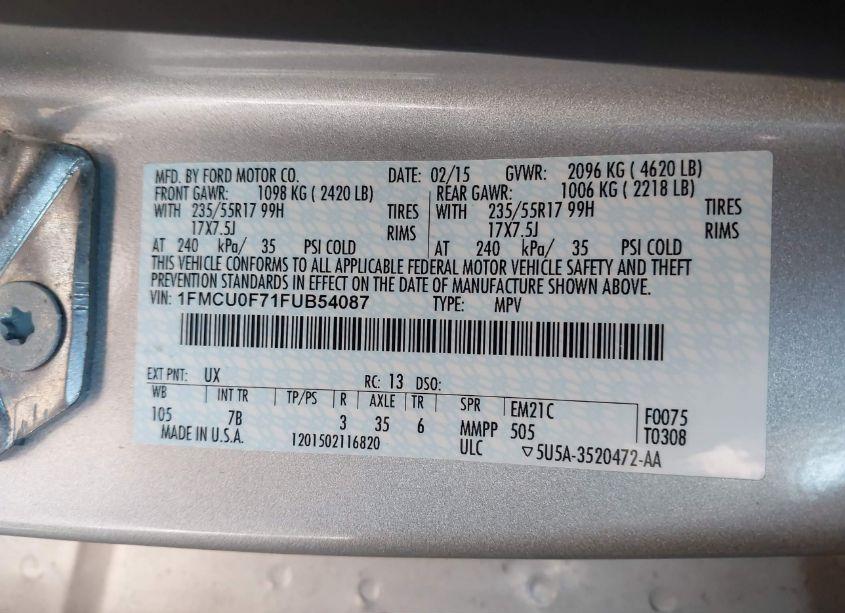 MFD. BY FORD MOTOR CO. DATE: 02/15 GVWR: 2096 KG ( 4620 LB)
FRONT GAWR: 1098 KG ( 2420 LB) REAR GAWR: 1006 KG ( 2218 LB)
WITH 235/55R17 99H TIRES WITH 235/55R17 99H TIRES
17X7.5J RIMS 17X7.5J RIMS
AT 240 kPa/ 35 PSI COLD AT 240 kPa/ 35 PSI COLD
THIS VEHICLE CONFORMS TO ALL APPLICABLE FEDERAL MOTOR VEHICLE SAFETY AND THEFT
PREVENTION STANDARDS IN EFFECT ON THE DATE OF MANUFACTURE SHOWN ABOVE.
VIN: 1FMCU0F71FUB54087 TYPE: MPV
EXT PNT: UX RC: 13 DSO:
WB INT TR TP/PS R AXLE TR SPR EM21C F0075
105 7B 3 35 6 MMPP 505 T0308
MADE IN U.S.A. 1201502116820 ULC ▽5U5A-3520472-AA